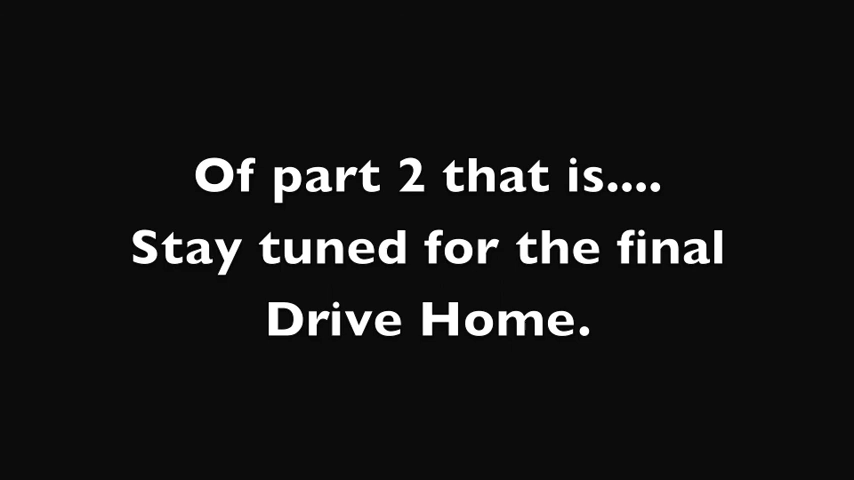 Of part 2 that is....
Stay tuned for the final
Drive Home.